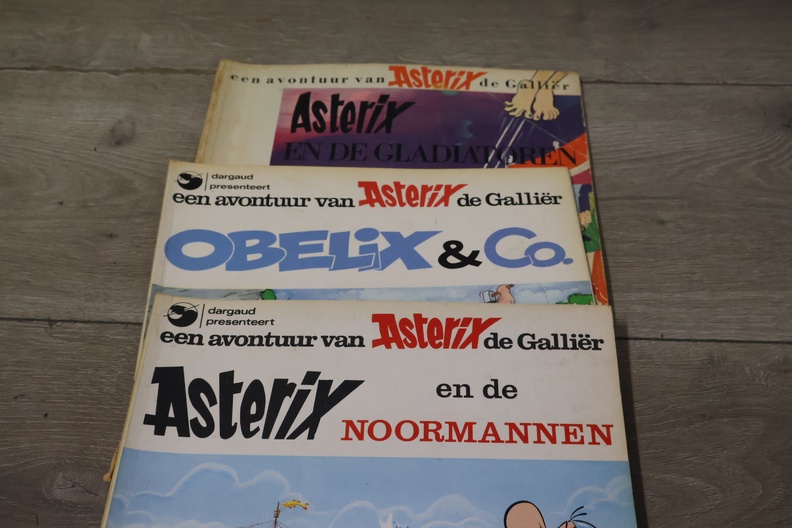 een avontuur van Asterix de Galliër
Asterix
EN DE GLADIATOREN
dargaud
presenteert
een avontuur van Asterix de Galliër
OBELIX & Co.
dargaud
presenteert
een avontuur van Asterix de Galliër
Asterix en de
NOORMANNEN